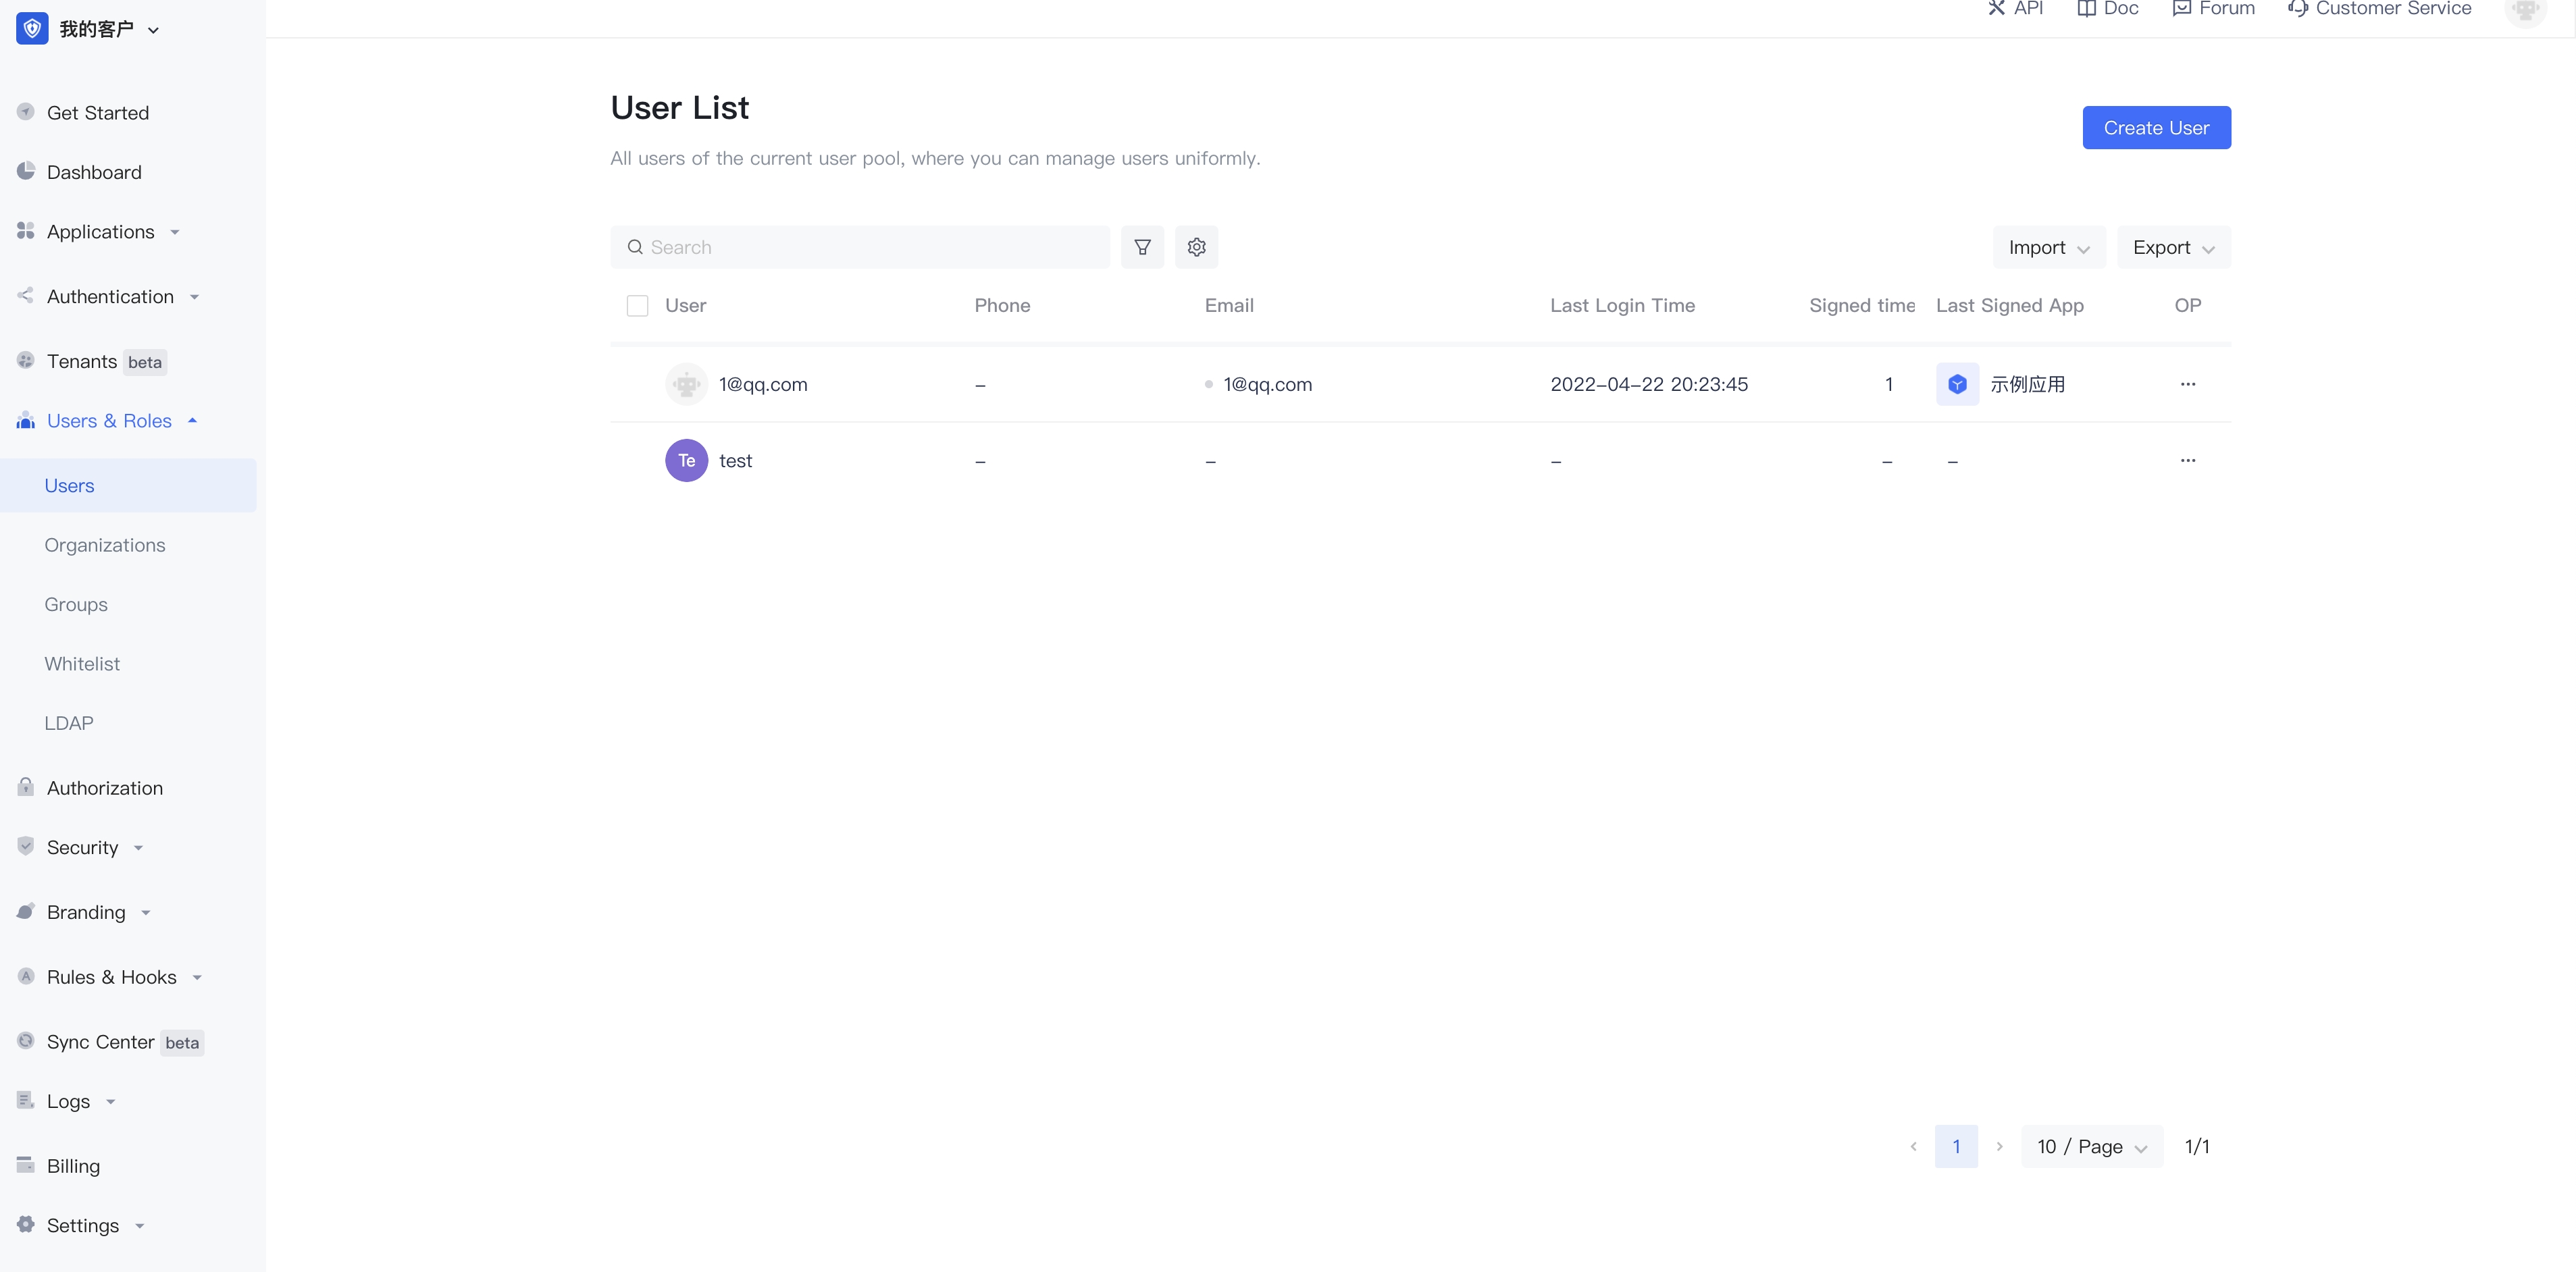 我的客户
API Doc Forum Customer Service
Get Started
Dashboard
Applications
Authentication
Tenants beta
Users & Roles
Users
Organizations
Groups
Whitelist
LDAP
Authorization
Security
Branding
Rules & Hooks
Sync Center beta
Logs
Billing
Settings
User List
Create User
All users of the current user pool, where you can manage users uniformly.
Search
Import Export
User Phone Email Last Login Time Signed time Last Signed App OP
1@qq.com – 1@qq.com 2022-04-22 20:23:45 1 示例应用 ···
Te test – – – – – ···
< 1 > 10 / Page 1/1